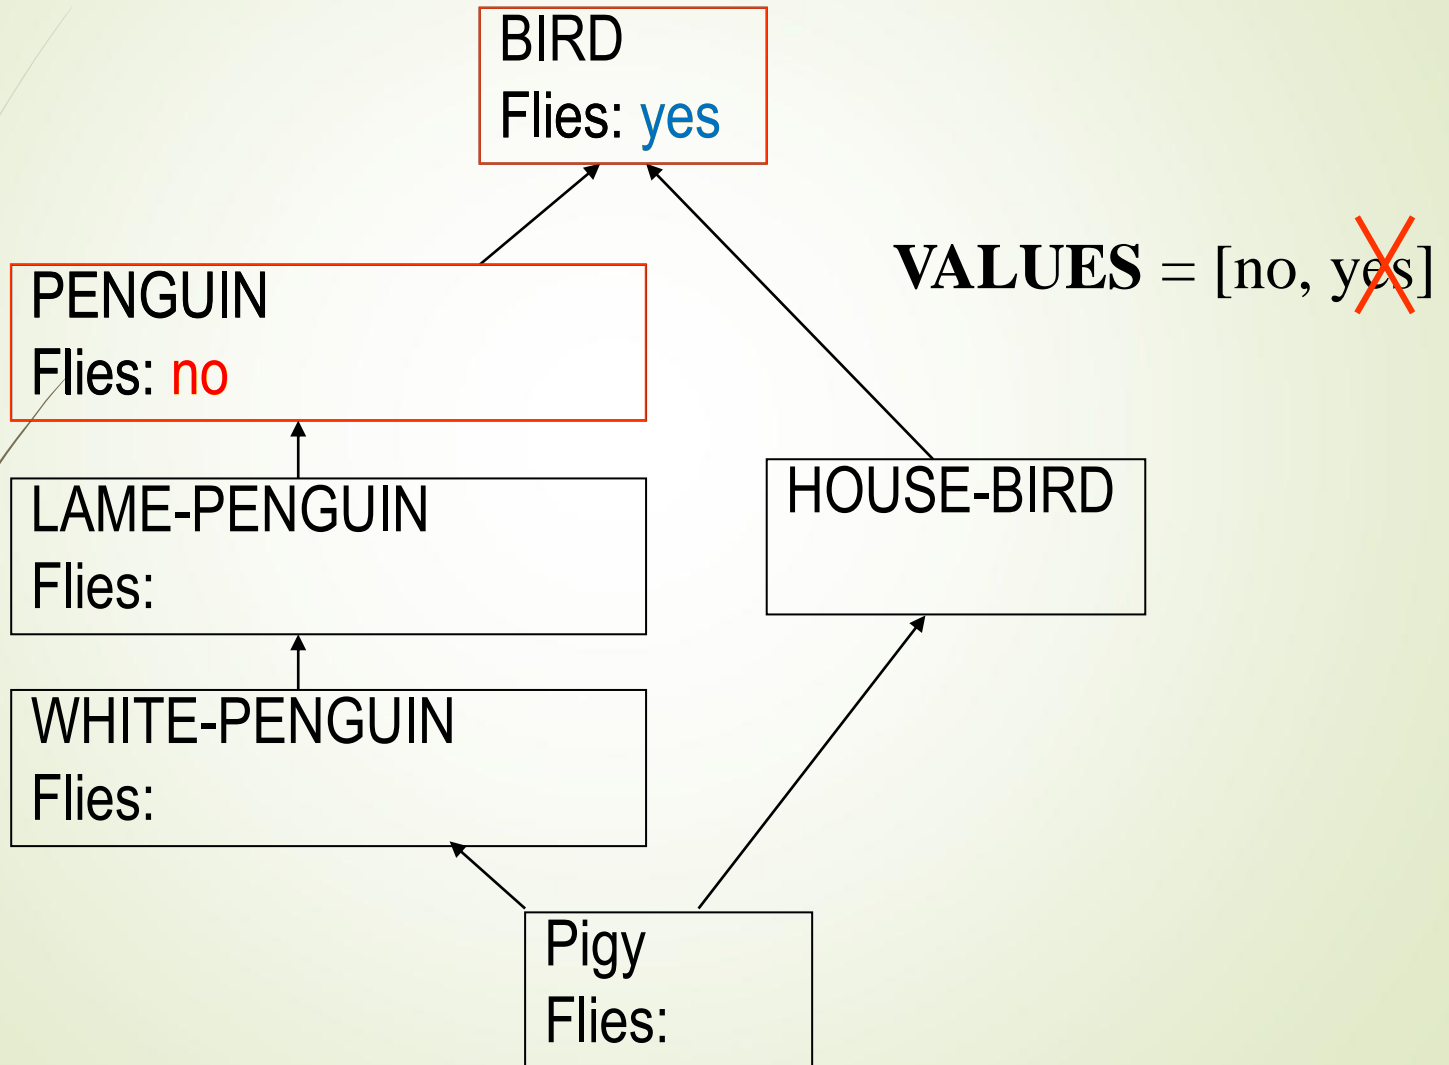 BIRD
Flies: yes
VALUES = [no, yes]
PENGUIN
Flies: no
LAME-PENGUIN
Flies:
HOUSE-BIRD
WHITE-PENGUIN
Flies:
Pigy
Flies: